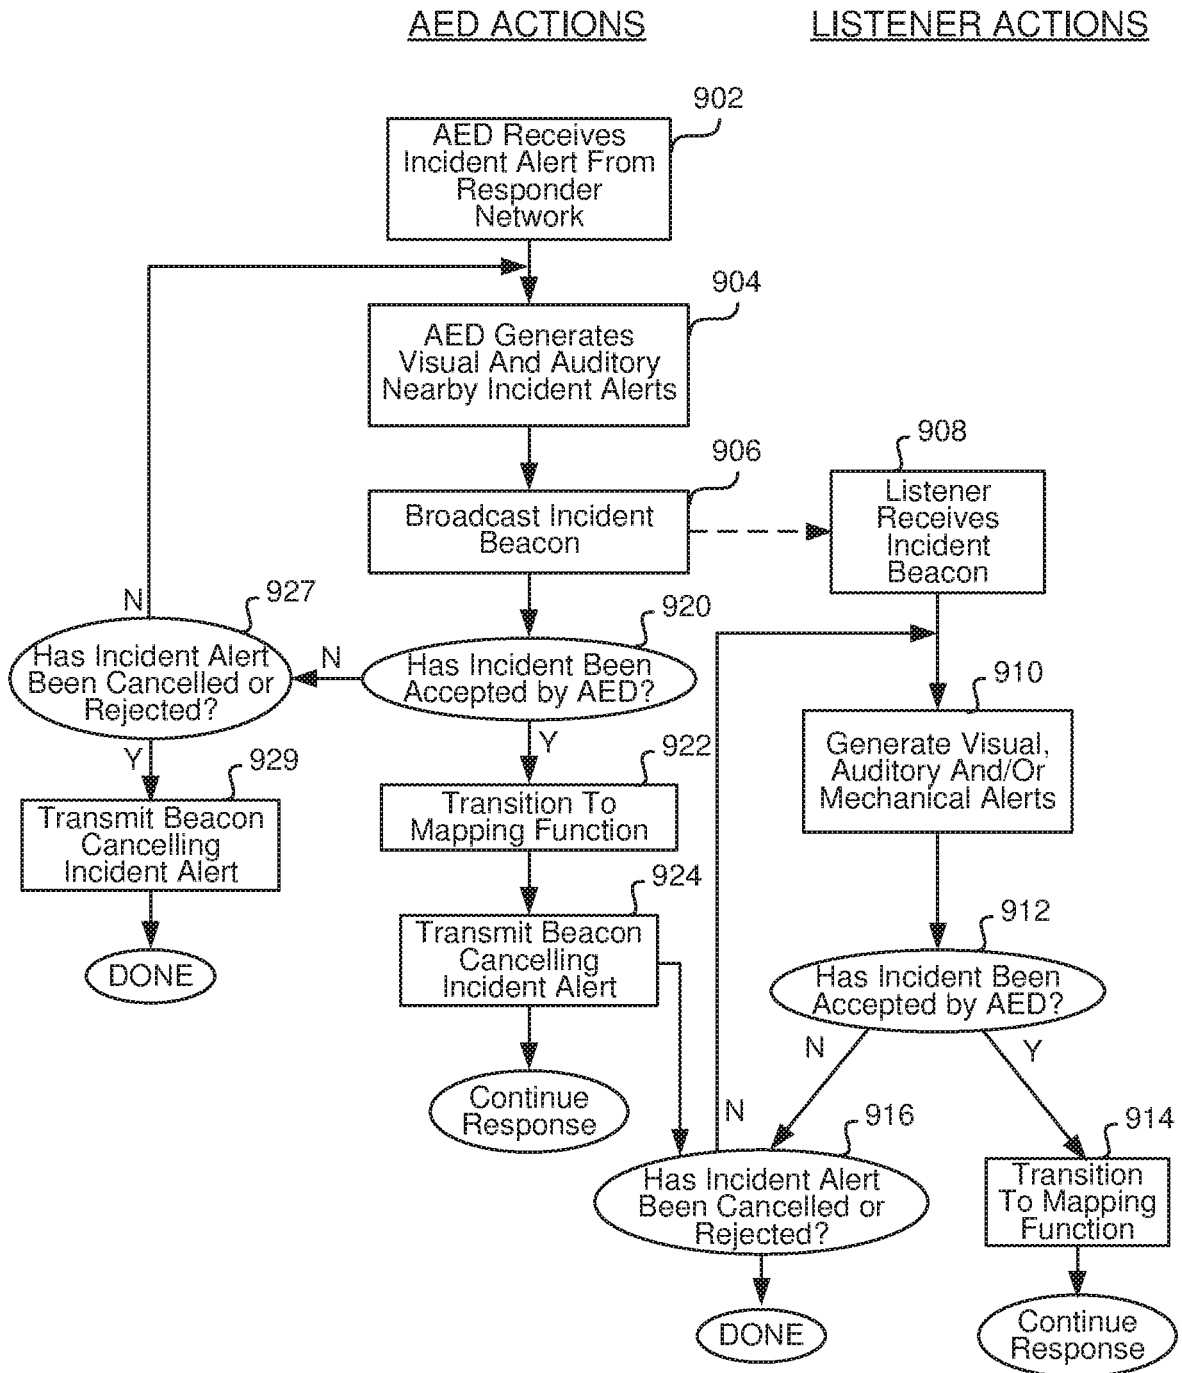 AED ACTIONS
LISTENER ACTIONS
902
AED Receives
Incident Alert From
Responder
Network
904
AED Generates
Visual And Auditory
Nearby Incident Alerts
906
Broadcast Incident
Beacon
908
Listener
Receives
Incident
Beacon
N
927
Has Incident Alert
Been Cancelled or
Rejected?
N
920
Has Incident Been
Accepted by AED?
910
Generate Visual,
Auditory And/Or
Mechanical Alerts
Y
929
Transmit Beacon
Cancelling
Incident Alert
DONE
Y
922
Transition To
Mapping Function
924
Transmit Beacon
Cancelling
Incident Alert
Continue
Response
912
Has Incident Been
Accepted by AED?
N
Y
N
916
Has Incident Alert
Been Cancelled or
Rejected?
DONE
914
Transition
To Mapping
Function
Continue
Response